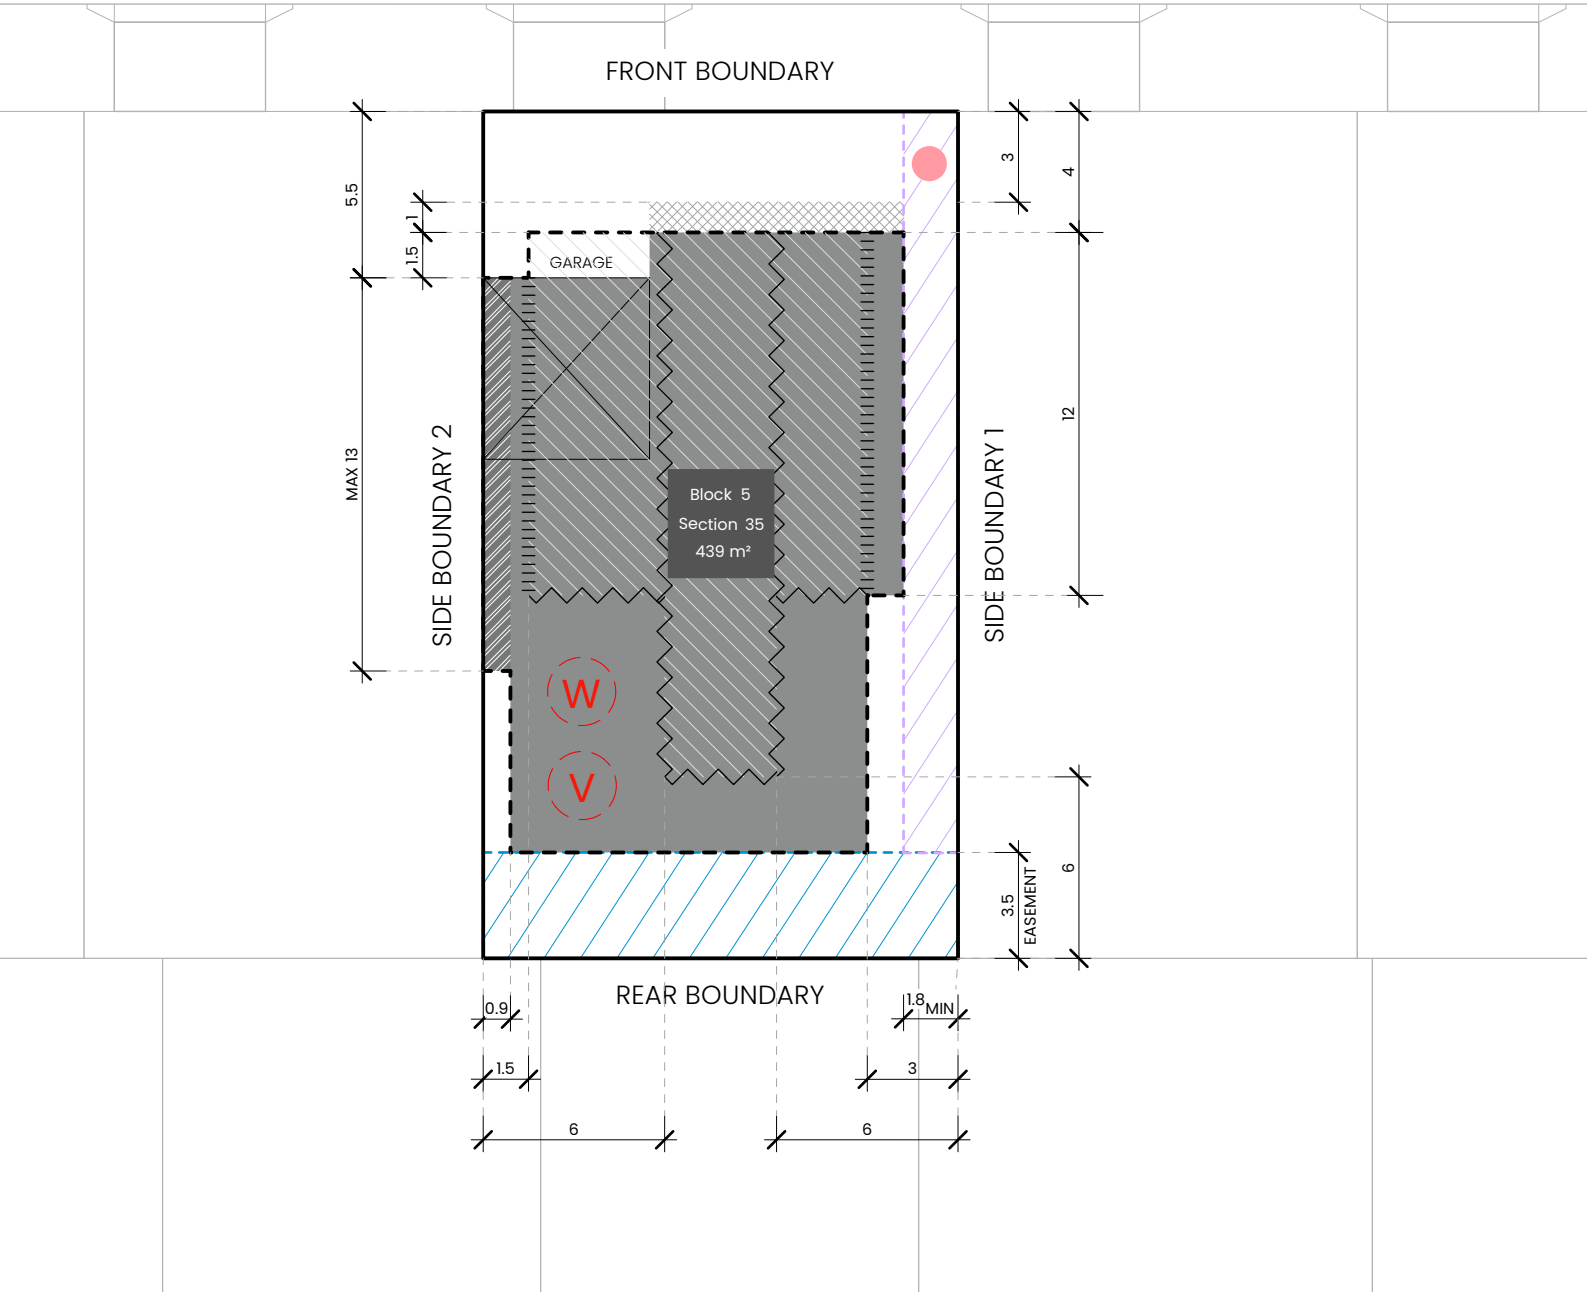 FRONT BOUNDARY
5.5
1
1.5
3
4
GARAGE
MAX 13
SIDE BOUNDARY 2
Block 5
Section 35
439 m²
SIDE BOUNDARY 1
12
W
V
3.5
EASEMENT
6
REAR BOUNDARY
0.9
1.8 MIN
1.5
3
6
6